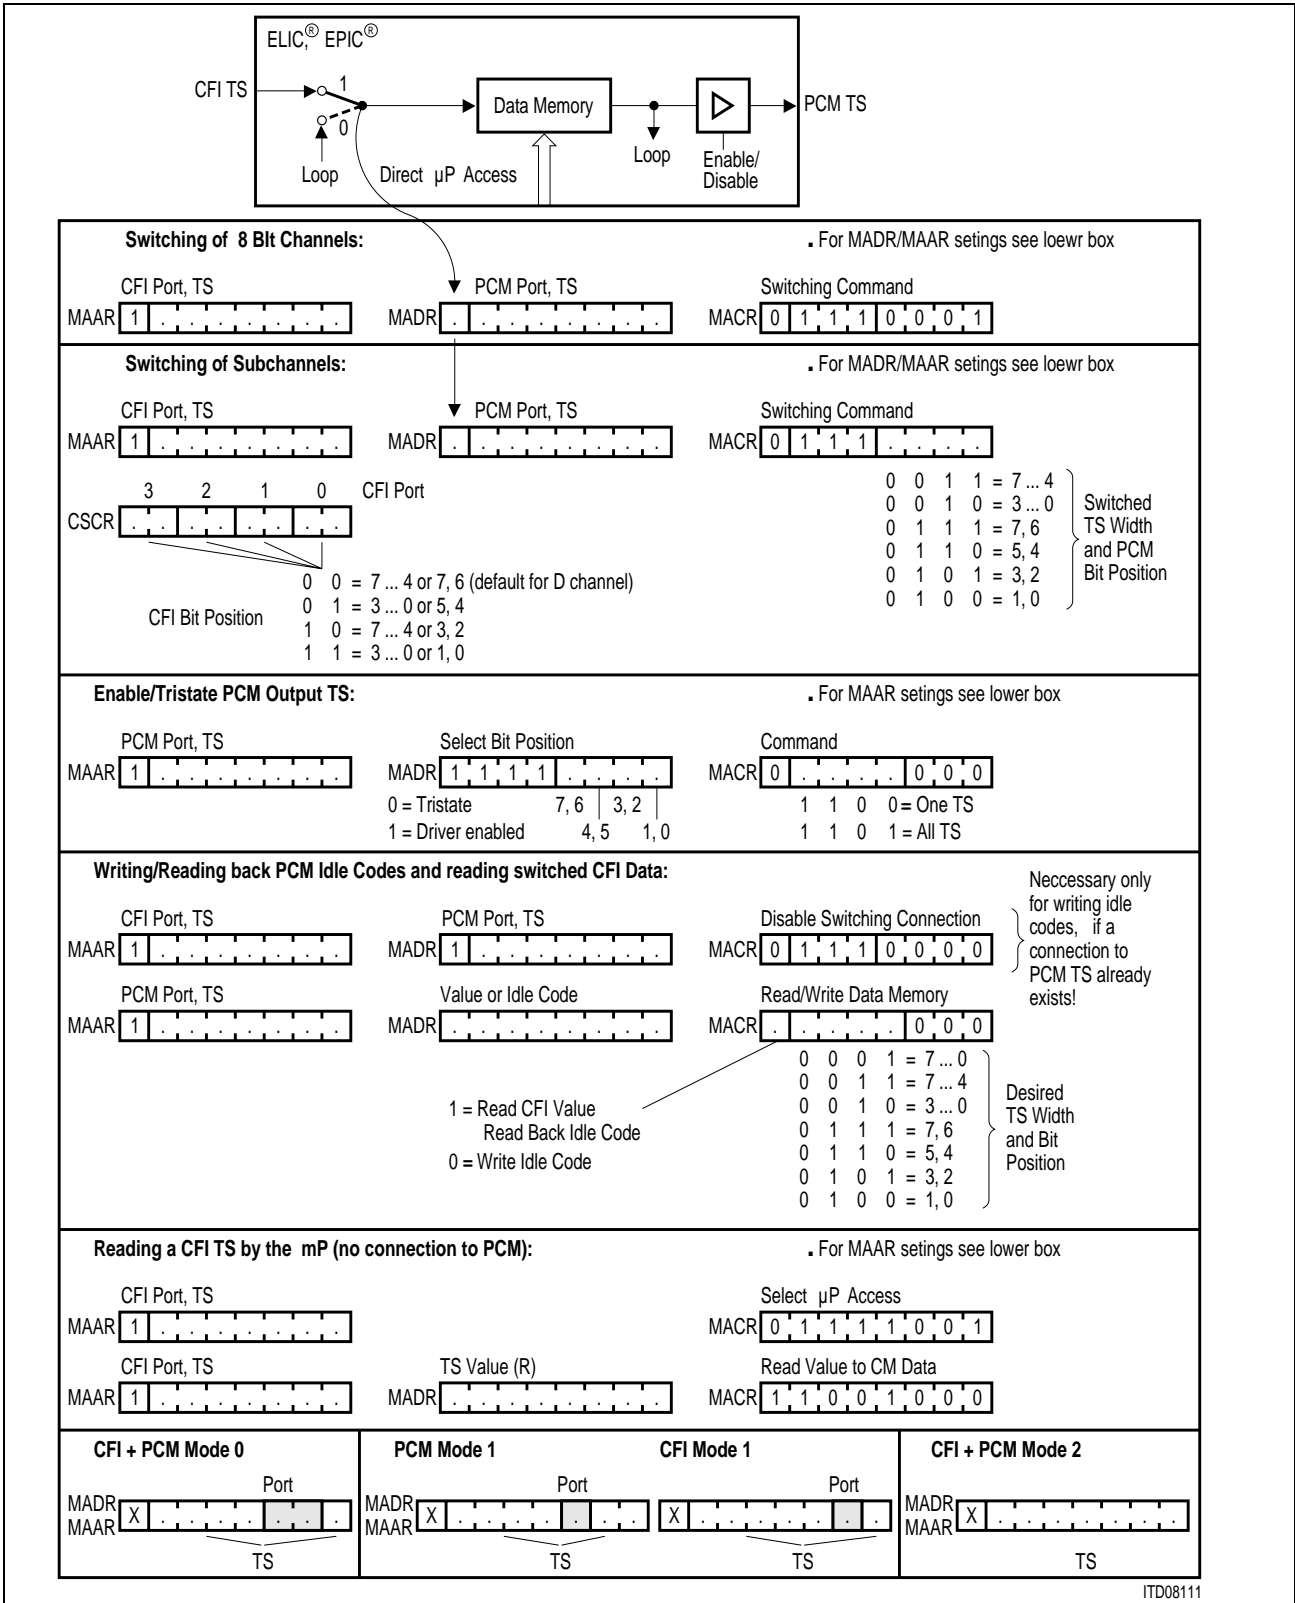 ELIC,® EPIC®
CFI TS
1
0
Data Memory
PCM TS
Loop
Direct µP Access
Loop
Enable/
Disable
Switching of 8 BIt Channels:
. For MADR/MAAR setings see loewr box
CFI Port, TS
PCM Port, TS
Switching Command
MAAR 1 . . . . . . .
MADR . . . . . . . .
MACR 0 1 1 1 0 0 0 1
Switching of Subchannels:
. For MADR/MAAR setings see loewr box
CFI Port, TS
PCM Port, TS
Switching Command
MAAR 1 . . . . . . .
MADR . . . . . . . .
MACR 0 1 1 1 . . . .
3 2 1 0 CFI Port
CSCR . . . . . . . .
0 0 = 7 ... 4 or 7, 6 (default for D channel)
0 1 = 3 ... 0 or 5, 4
1 0 = 7 ... 4 or 3, 2
1 1 = 3 ... 0 or 1, 0
CFI Bit Position
0 0 1 1 = 7 ... 4
0 0 1 0 = 3 ... 0
0 1 1 1 = 7, 6
0 1 1 0 = 5, 4
0 1 0 1 = 3, 2
0 1 0 0 = 1, 0
Switched
TS Width
and PCM
Bit Position
Enable/Tristate PCM Output TS:
. For MAAR setings see lower box
PCM Port, TS
Select Bit Position
Command
MAAR 1 . . . . . . .
MADR 1 1 1 1 . . . .
MACR 0 . . . . 0 0 0
0 = Tristate 7, 6 3, 2
1 = Driver enabled 4, 5 1, 0
1 1 0 0 = One TS
1 1 0 1 = All TS
Writing/Reading back PCM Idle Codes and reading switched CFI Data:
CFI Port, TS
PCM Port, TS
Disable Switching Connection
MAAR 1 . . . . . . .
MADR 1 . . . . . . .
MACR 0 1 1 1 0 0 0 0
Neccessary only
for writing idle
codes, if a
connection to
PCM TS already
exists!
PCM Port, TS
Value or Idle Code
Read/Write Data Memory
MAAR 1 . . . . . . .
MADR . . . . . . . .
MACR . . . . . 0 0 0
1 = Read CFI Value
Read Back Idle Code
0 = Write Idle Code
0 0 0 1 = 7 ... 0
0 0 1 1 = 7 ... 4
0 0 1 0 = 3 ... 0
0 1 1 1 = 7, 6
0 1 1 0 = 5, 4
0 1 0 1 = 3, 2
0 1 0 0 = 1, 0
Desired
TS Width
and Bit
Position
Reading a CFI TS by the mP (no connection to PCM):
. For MAAR setings see lower box
CFI Port, TS
Select µP Access
MAAR 1 . . . . . . .
MACR 0 1 1 1 1 0 0 1
CFI Port, TS
TS Value (R)
Read Value to CM Data
MAAR 1 . . . . . . .
MADR . . . . . . . .
MACR 1 1 0 0 1 0 0 0
CFI + PCM Mode 0
Port
MADR
MAAR
X . . . . . . .
TS
PCM Mode 1
Port
MADR
MAAR
X . . . . . . .
TS
CFI Mode 1
Port
X . . . . . . .
TS
CFI + PCM Mode 2
MADR
MAAR
X . . . . . . .
TS
ITD08111